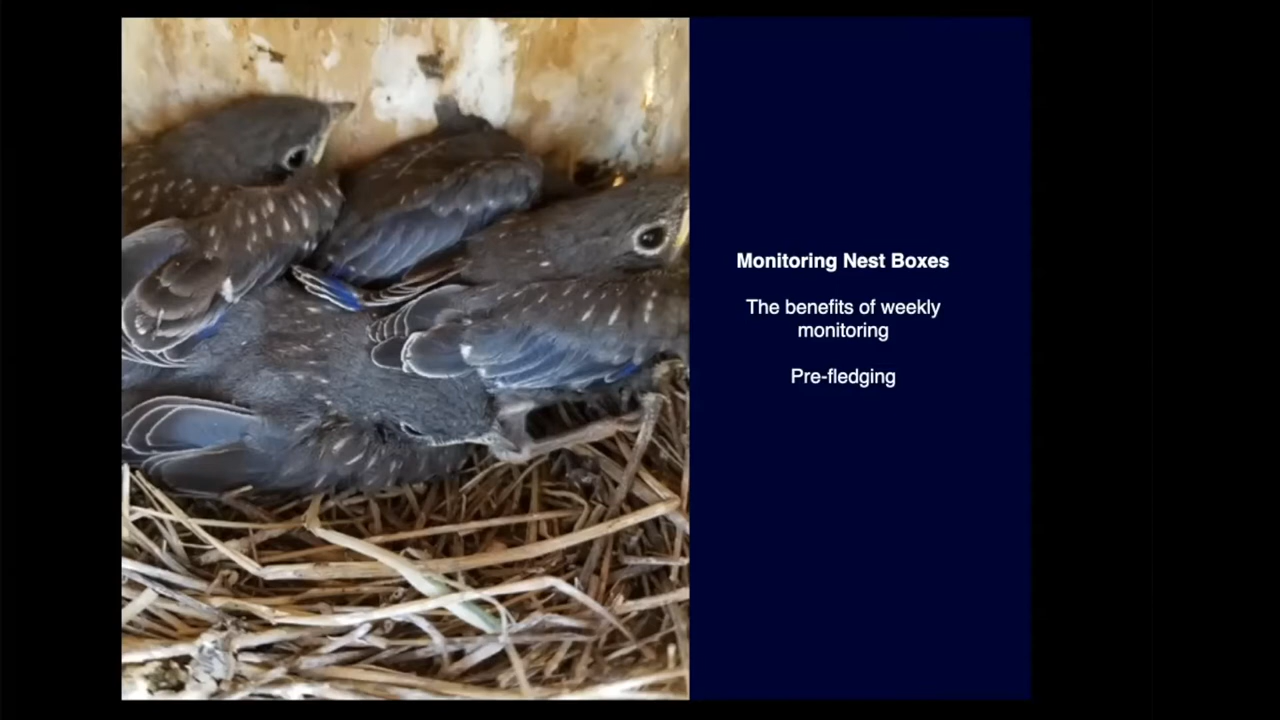 Monitoring Nest Boxes
The benefits of weekly
monitoring
Pre-fledging